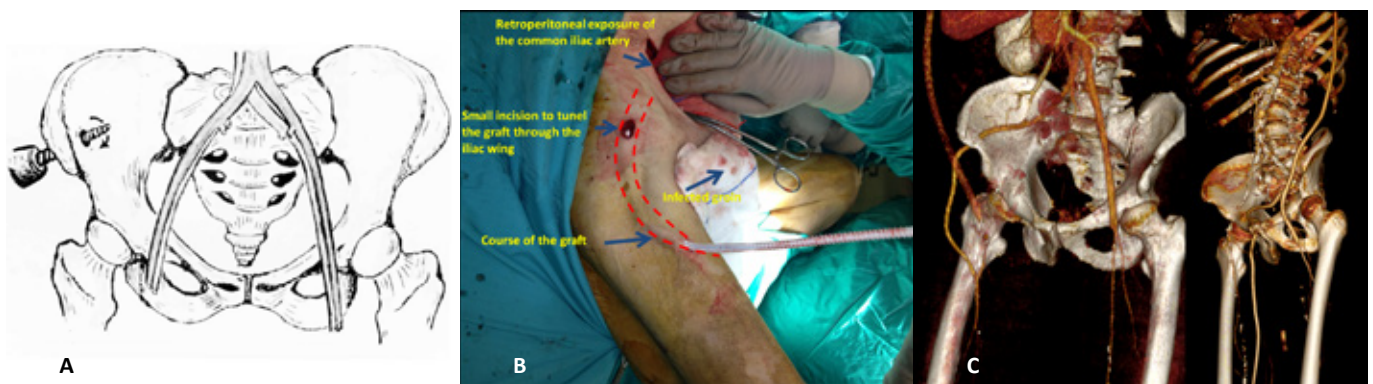 A
Retroperitoneal exposure of
the common iliac artery
Small incision to tunel
the graft through the
iliac wing
Infected graft
Course of the graft
B
C